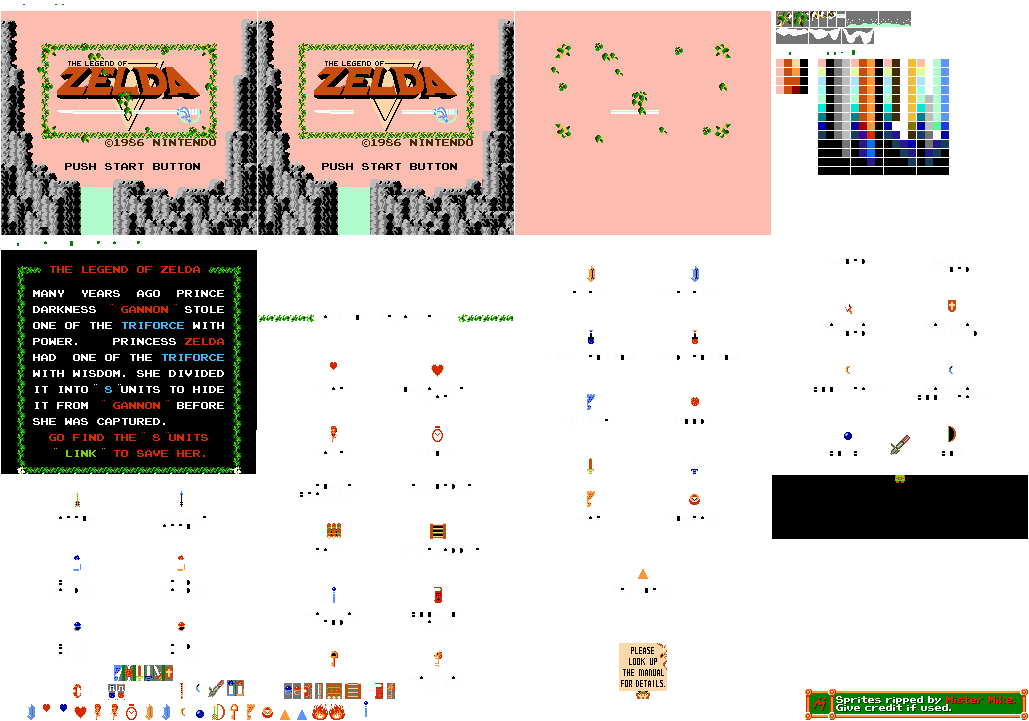 THE LEGEND OF
ZELDA
©1986 NINTENDO
PUSH START BUTTON
THE LEGEND OF
ZELDA
©1986 NINTENDO
PUSH START BUTTON
THE LEGEND OF ZELDA
MANY YEARS AGO PRINCE
DARKNESS "GANNON" STOLE
ONE OF THE TRIFORCE WITH
POWER. PRINCESS ZELDA
HAD ONE OF THE TRIFORCE
WITH WISDOM. SHE DIVIDED
IT INTO "8"UNITS TO HIDE
IT FROM "GANNON" BEFORE
SHE WAS CAPTURED.
GO FIND THE "8"UNITS
"LINK" TO SAVE HER.
PLEASE
LOOK UP
THE MANUAL
FOR DETAILS.
Sprites ripped by Mister Mike.
Give credit if used.